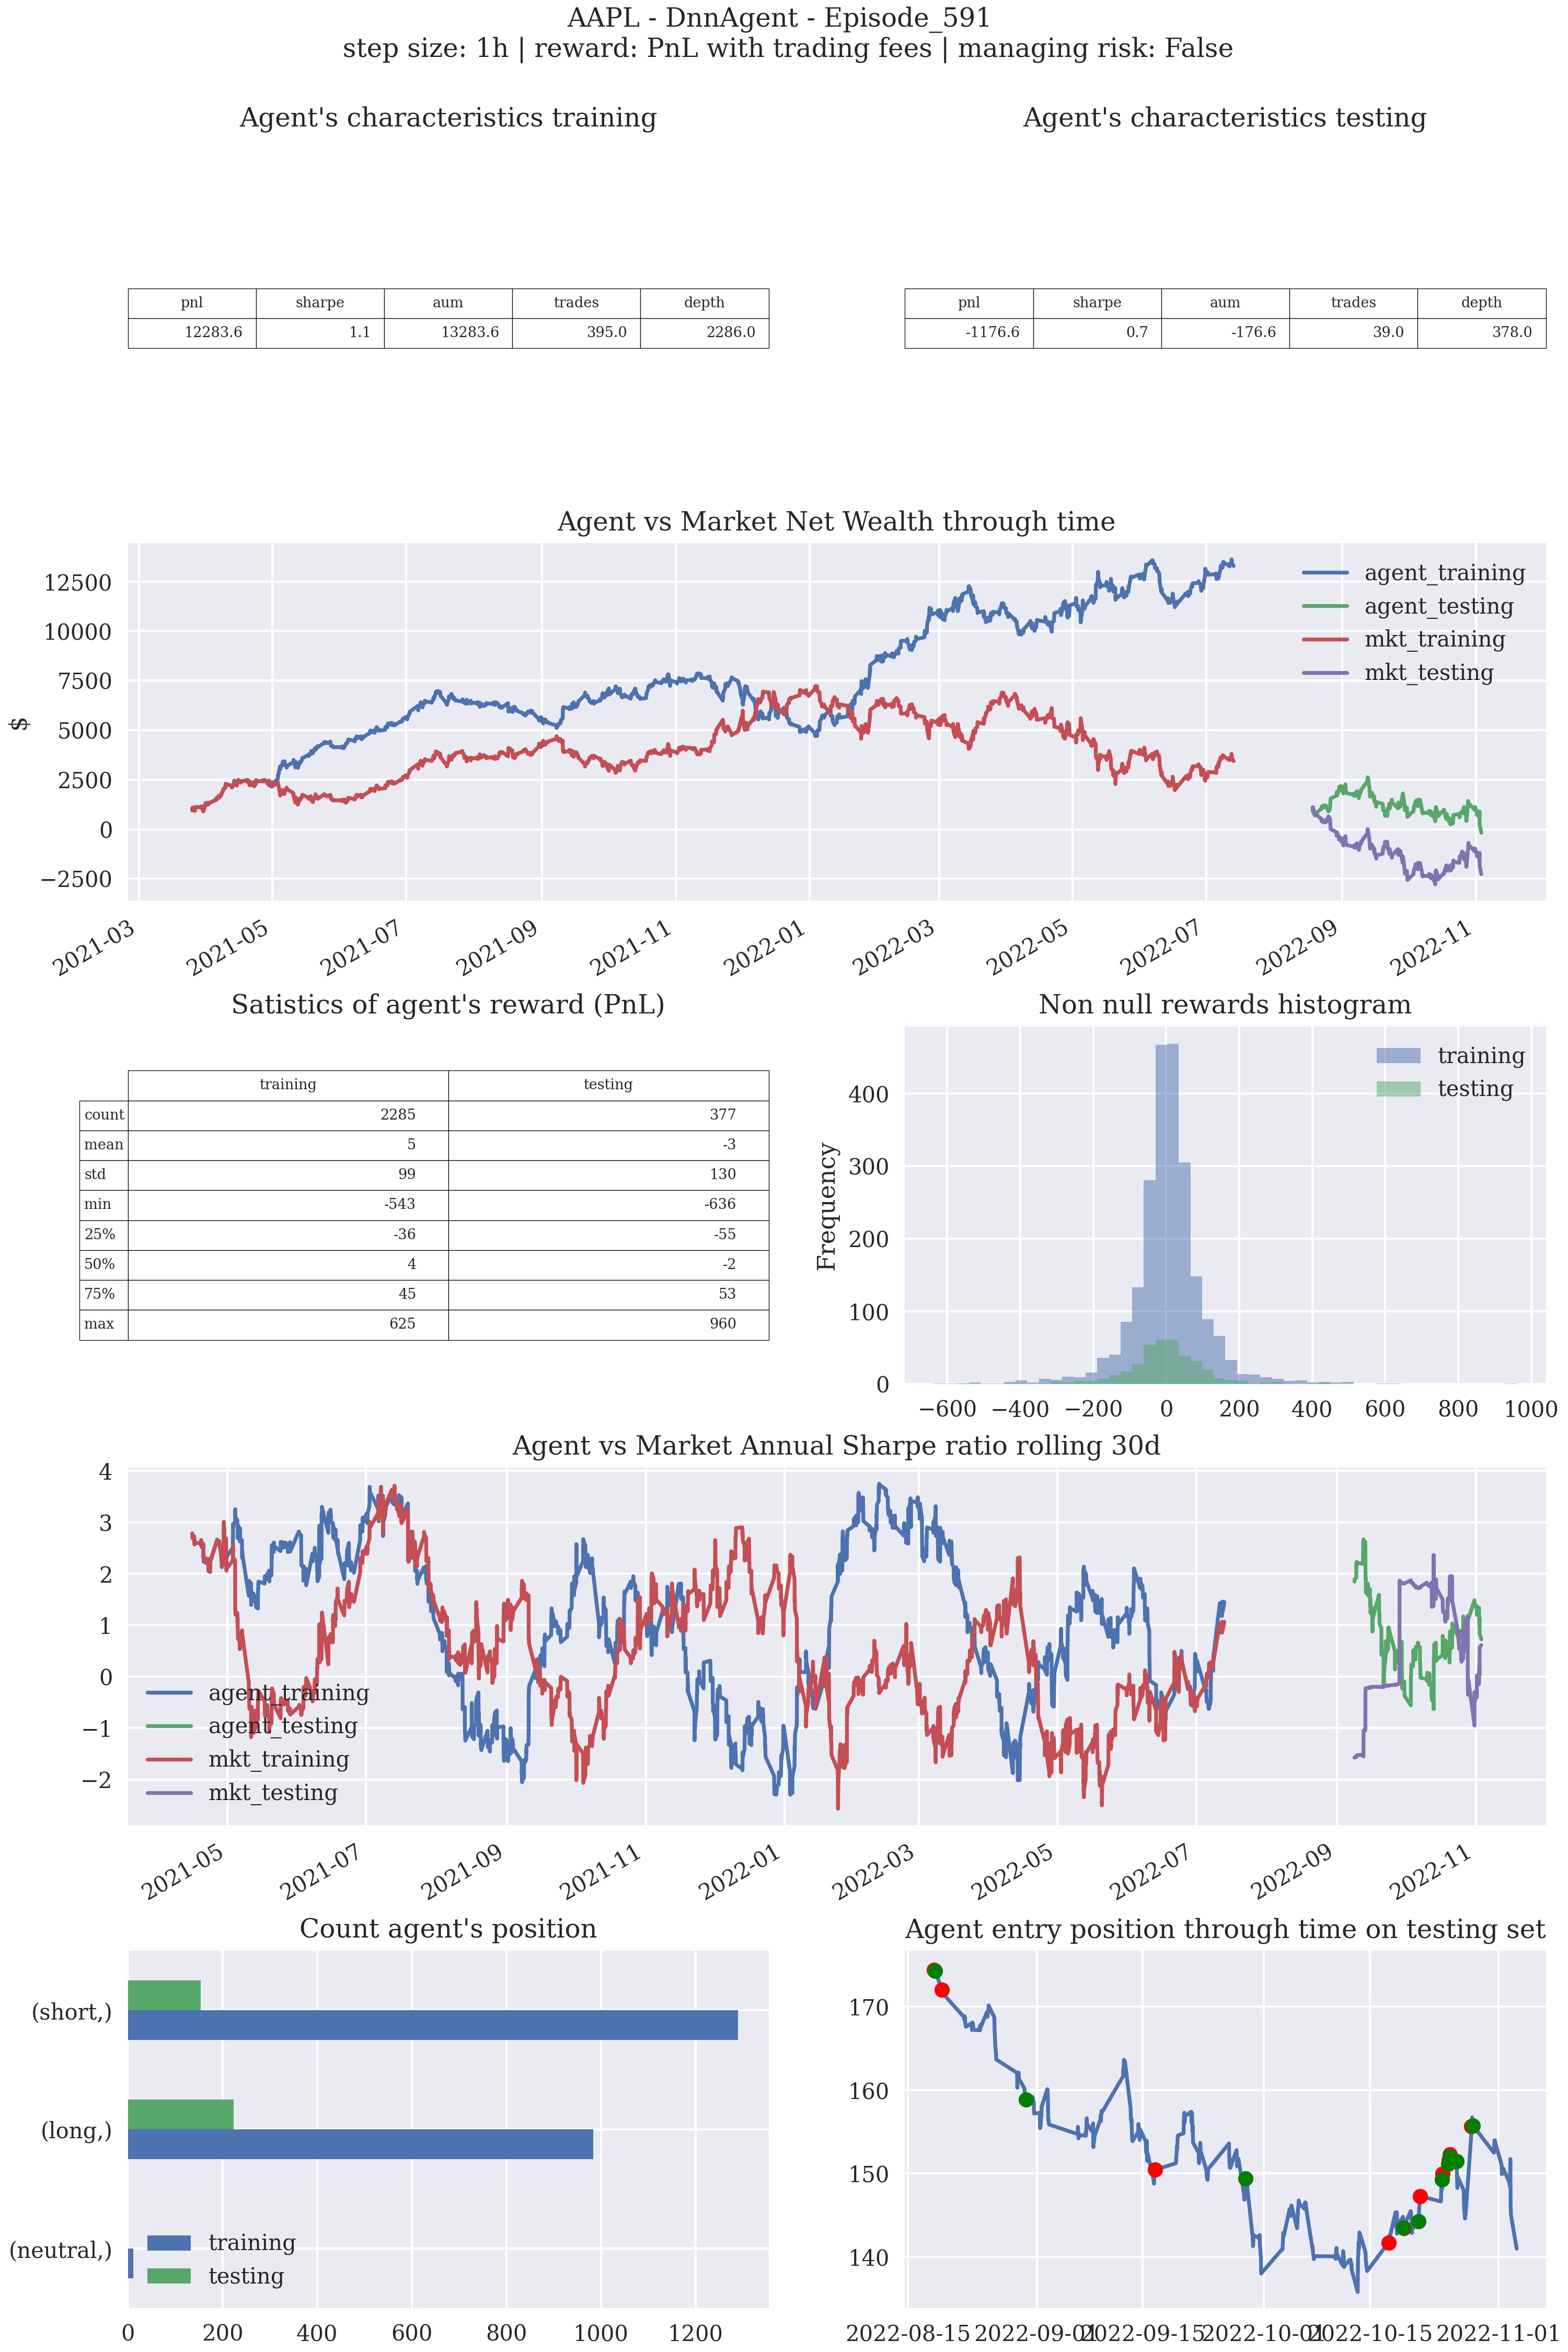 AAPL - DnnAgent - Episode_591
step size: 1h | reward: PnL with trading fees | managing risk: False
Agent's characteristics training
pnl sharpe aum trades depth
12283.6 1.1 13283.6 395.0 2286.0
Agent's characteristics testing
pnl sharpe aum trades depth
-1176.6 0.7 -176.6 39.0 378.0
Agent vs Market Net Wealth through time
$
12500
10000
7500
5000
2500
0
−2500
agent_training
agent_testing
mkt_training
mkt_testing
2021-03 2021-05 2021-07 2021-09 2021-11 2022-01 2022-03 2022-05 2022-07 2022-09 2022-11
Satistics of agent's reward (PnL)
training testing
count 2285 377
mean 5 -3
std 99 130
min -543 -636
25% -36 -55
50% 4 -2
75% 45 53
max 625 960
Non null rewards histogram
Frequency
400
300
200
100
0
training
testing
−600 −400 −200 0 200 400 600 800 1000
Agent vs Market Annual Sharpe ratio rolling 30d
4
3
2
1
0
−1
−2
agent_training
agent_testing
mkt_training
mkt_testing
2021-05 2021-07 2021-09 2021-11 2022-01 2022-03 2022-05 2022-07 2022-09 2022-11
Count agent's position
(short,)
(long,)
(neutral,)
training
testing
0 200 400 600 800 1000 1200
Agent entry position through time on testing set
170
160
150
140
2022-08-15 2022-09-01 2022-09-15 2022-10-01 2022-10-15 2022-11-01